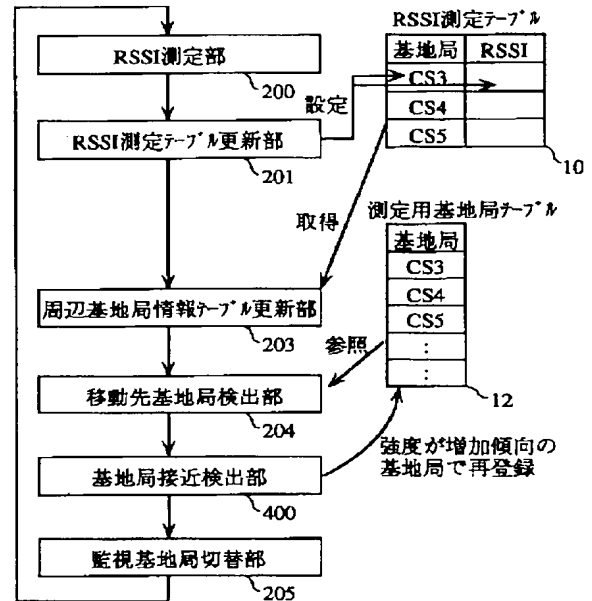 RSSI測定テーブル
基地局 RSSI
CS3
CS4
CS5
10
RSSI測定部
200
設定
RSSI測定テーブル更新部
201
取得
測定用基地局テーブル
基地局
CS3
CS4
CS5
:
:
12
周辺基地局情報テーブル更新部
203
参照
移動先基地局検出部
204
強度が増加傾向の
基地局で再登録
基地局接近検出部
400
監視基地局切替部
205